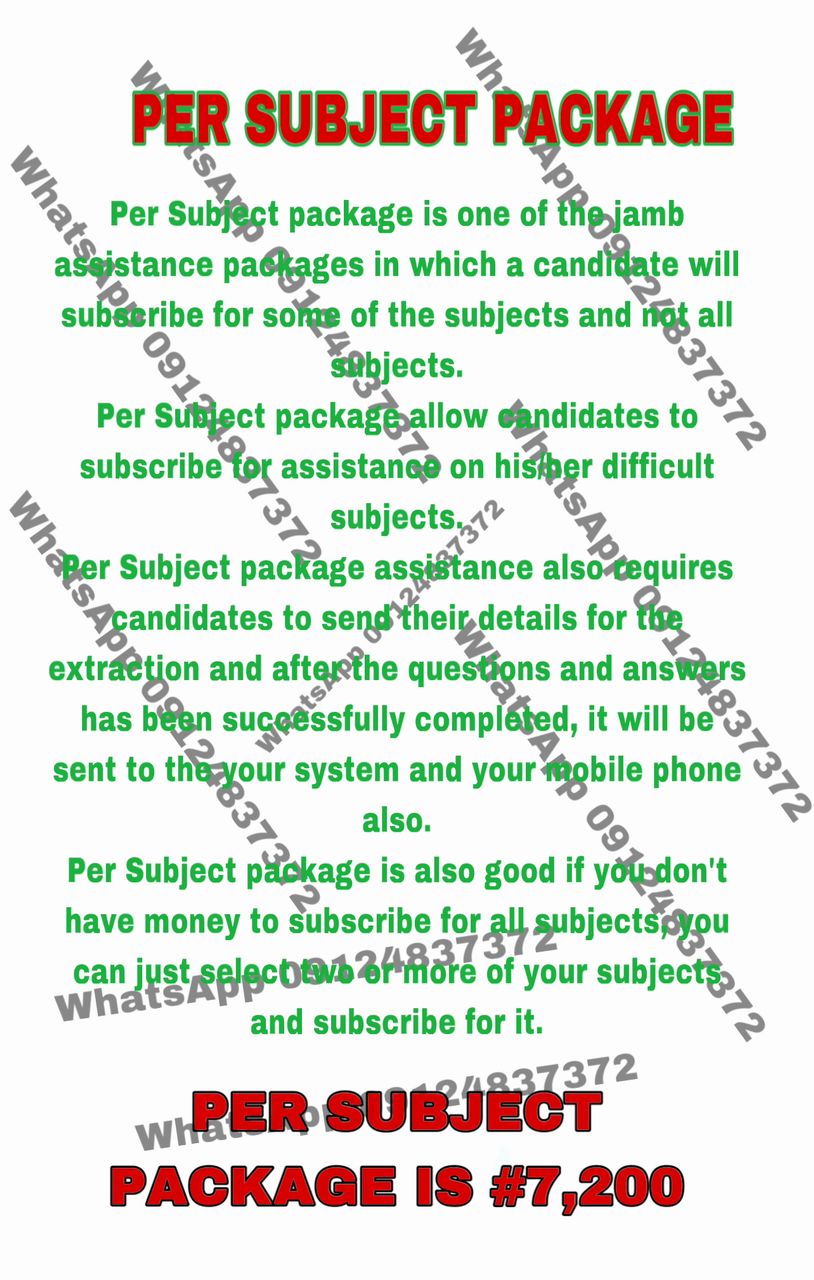 PER SUBJECT PACKAGE
Per Subject package is one of the jamb
assistance packages in which a candidate will
subscribe for some of the subjects and not all
subjects.
Per Subject package allow candidates to
subscribe for assistance on his/her difficult
subjects.
Per Subject package assistance also requires
candidates to send their details for the
extraction and after the questions and answers
has been successfully completed, it will be
sent to the your system and your mobile phone
also.
Per Subject package is also good if you don't
have money to subscribe for all subjects, you
can just select two or more of your subjects
and subscribe for it.
PER SUBJECT
PACKAGE IS #7,200
WhatsApp 09124837372
WhatsApp 09124837372
WhatsApp 09124837372
WhatsApp 09124837372
WhatsApp 09124837372
WhatsApp 09124837372
WhatsApp 09124837372
WhatsApp 09124837372
WhatsApp 09124837372